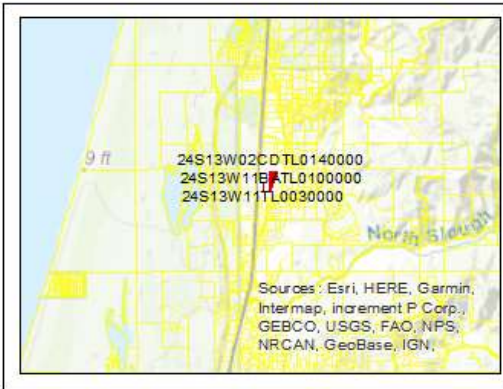 9 ft
24S13W02CDTL0140000
24S13W11BATL0100000
24S13W11TL0030000
North Slough
Sources: Esri, HERE, Garmin,
Intermap, increment P Corp.,
GEBCO, USGS, FAO, NPS,
NRCAN, GeoBase, IGN,